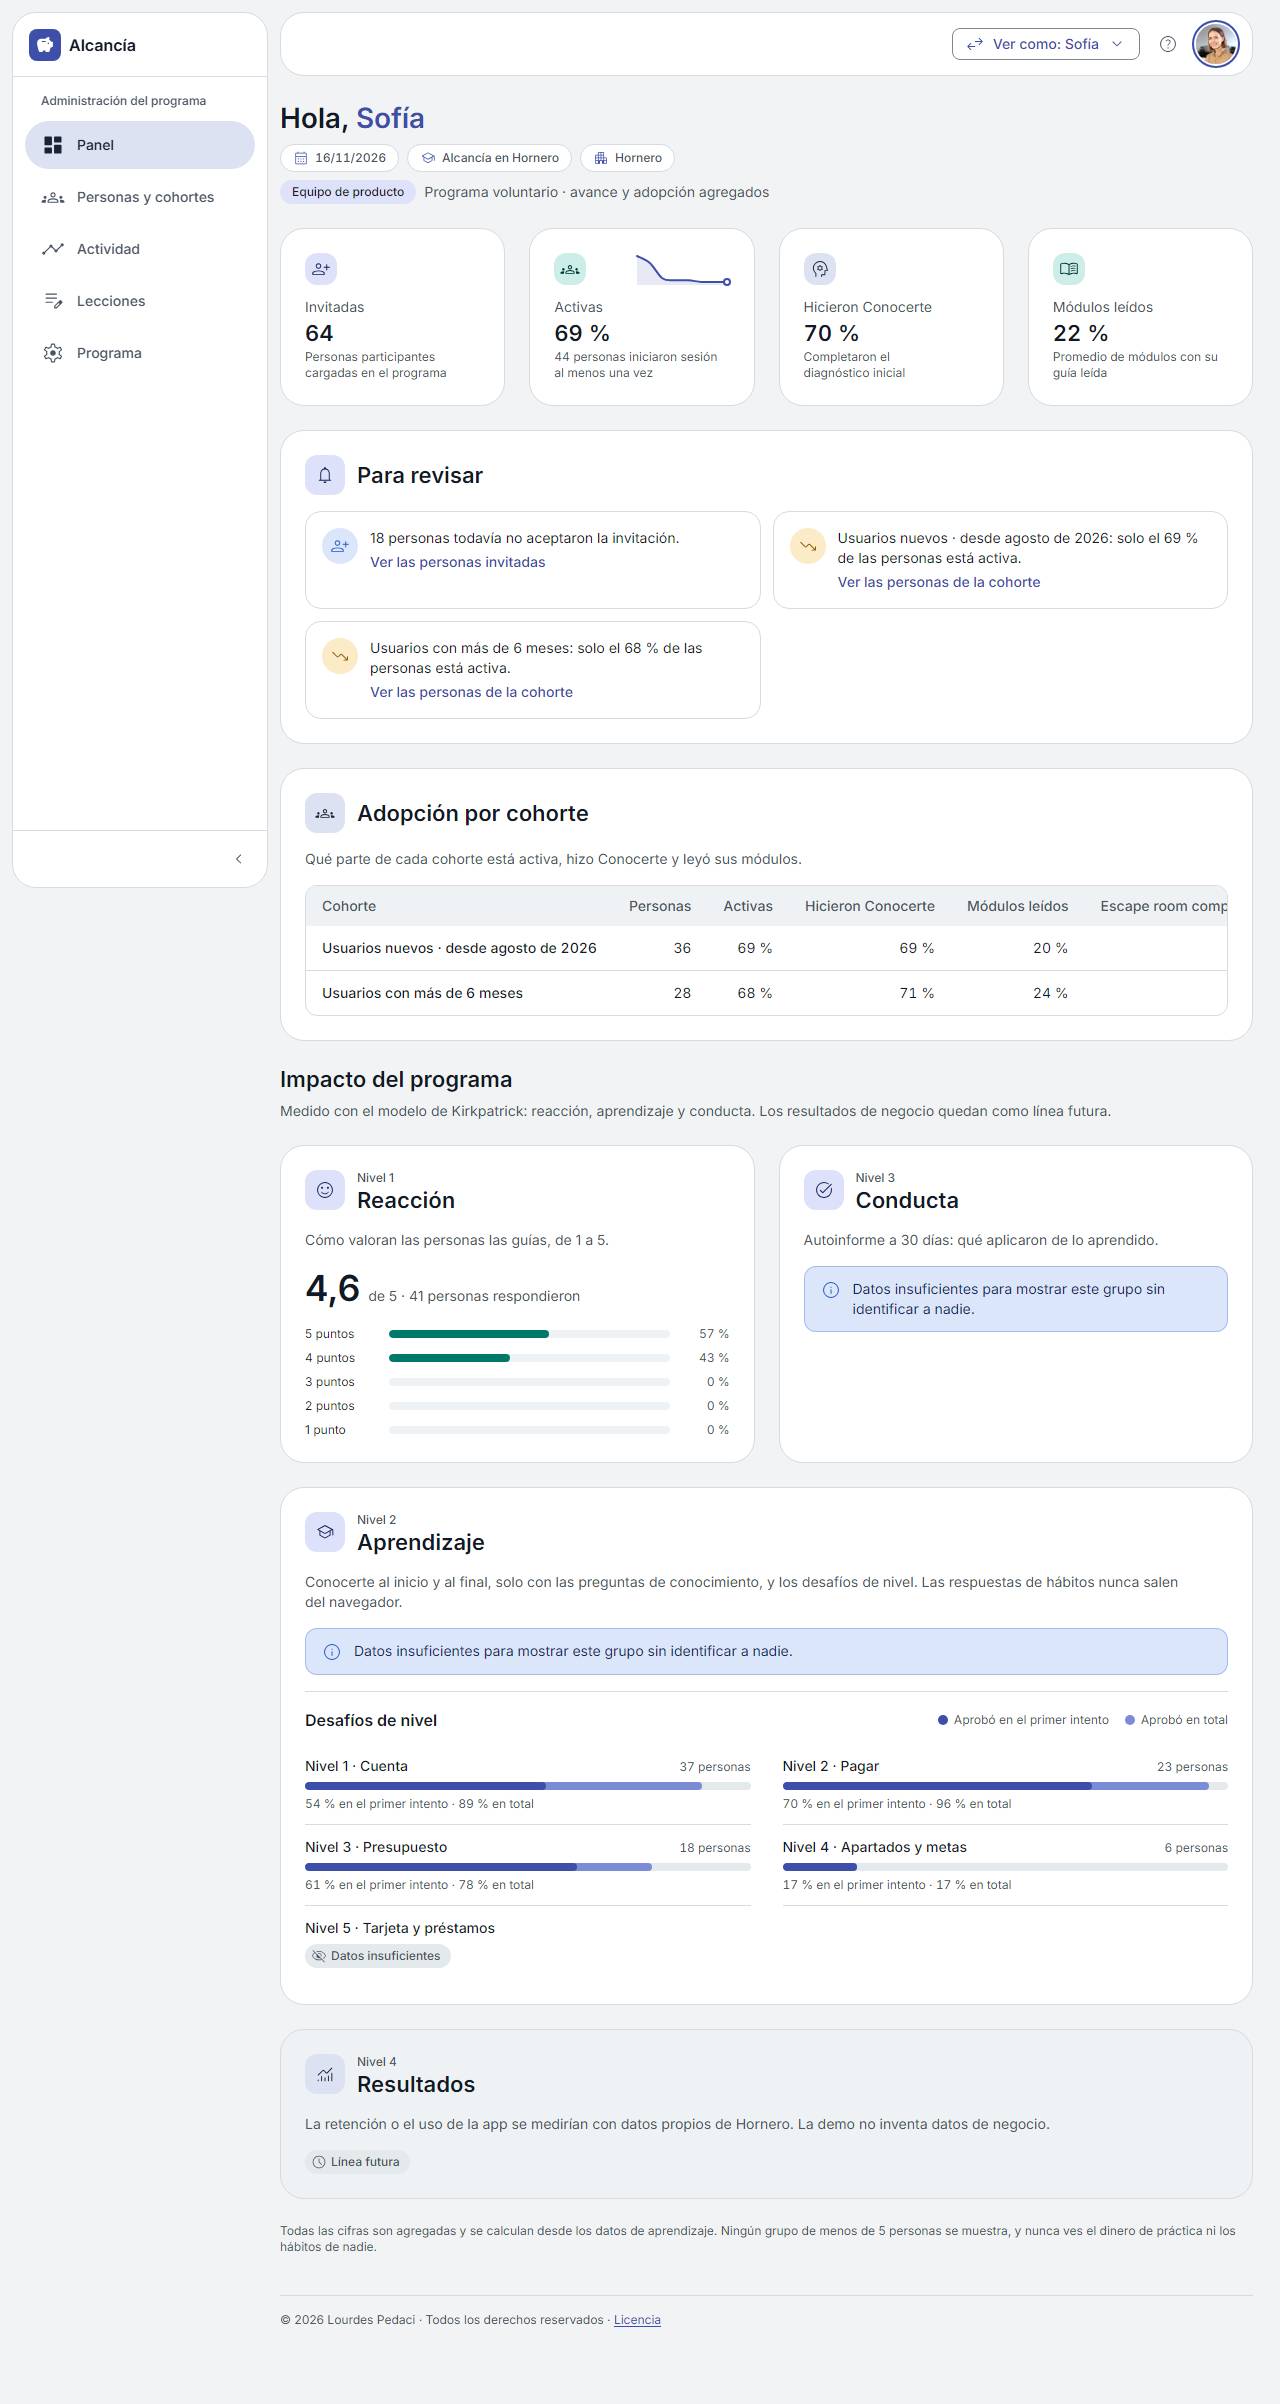 Alcancía
Ver como: Sofía
Administración del programa
Panel
Personas y cohortes
Actividad
Lecciones
Programa
Hola, Sofía
16/11/2026
Alcancía en Hornero
Hornero
Equipo de producto
Programa voluntario · avance y adopción agregados
Invitadas
64
Personas participantes
cargadas en el programa
Activas
69 %
44 personas iniciaron sesión
al menos una vez
Hicieron Conocerte
70 %
Completaron el
diagnóstico inicial
Módulos leídos
22 %
Promedio de módulos con su
guía leída
Para revisar
18 personas todavía no aceptaron la invitación.
Ver las personas invitadas
Usuarios nuevos · desde agosto de 2026: solo el 69 %
de las personas está activa.
Ver las personas de la cohorte
Usuarios con más de 6 meses: solo el 68 % de las
personas está activa.
Ver las personas de la cohorte
Adopción por cohorte
Qué parte de cada cohorte está activa, hizo Conocerte y leyó sus módulos.
Cohorte Personas Activas Hicieron Conocerte Módulos leídos Escape room comp
Usuarios nuevos · desde agosto de 2026 36 69 % 69 % 20 %
Usuarios con más de 6 meses 28 68 % 71 % 24 %
Impacto del programa
Medido con el modelo de Kirkpatrick: reacción, aprendizaje y conducta. Los resultados de negocio quedan como línea futura.
Nivel 1
Reacción
Cómo valoran las personas las guías, de 1 a 5.
4,6 de 5 · 41 personas respondieron
5 puntos 57 %
4 puntos 43 %
3 puntos 0 %
2 puntos 0 %
1 punto 0 %
Nivel 3
Conducta
Autoinforme a 30 días: qué aplicaron de lo aprendido.
Datos insuficientes para mostrar este grupo sin
identificar a nadie.
Nivel 2
Aprendizaje
Conocerte al inicio y al final, solo con las preguntas de conocimiento, y los desafíos de nivel. Las respuestas de hábitos nunca salen
del navegador.
Datos insuficientes para mostrar este grupo sin identificar a nadie.
Desafíos de nivel
Aprobó en el primer intento
Aprobó en total
Nivel 1 · Cuenta 37 personas
54 % en el primer intento · 89 % en total
Nivel 2 · Pagar 23 personas
70 % en el primer intento · 96 % en total
Nivel 3 · Presupuesto 18 personas
61 % en el primer intento · 78 % en total
Nivel 4 · Apartados y metas 6 personas
17 % en el primer intento · 17 % en total
Nivel 5 · Tarjeta y préstamos
Datos insuficientes
Nivel 4
Resultados
La retención o el uso de la app se medirían con datos propios de Hornero. La demo no inventa datos de negocio.
Línea futura
Todas las cifras son agregadas y se calculan desde los datos de aprendizaje. Ningún grupo de menos de 5 personas se muestra, y nunca ves el dinero de práctica ni los
hábitos de nadie.
© 2026 Lourdes Pedaci · Todos los derechos reservados · Licencia